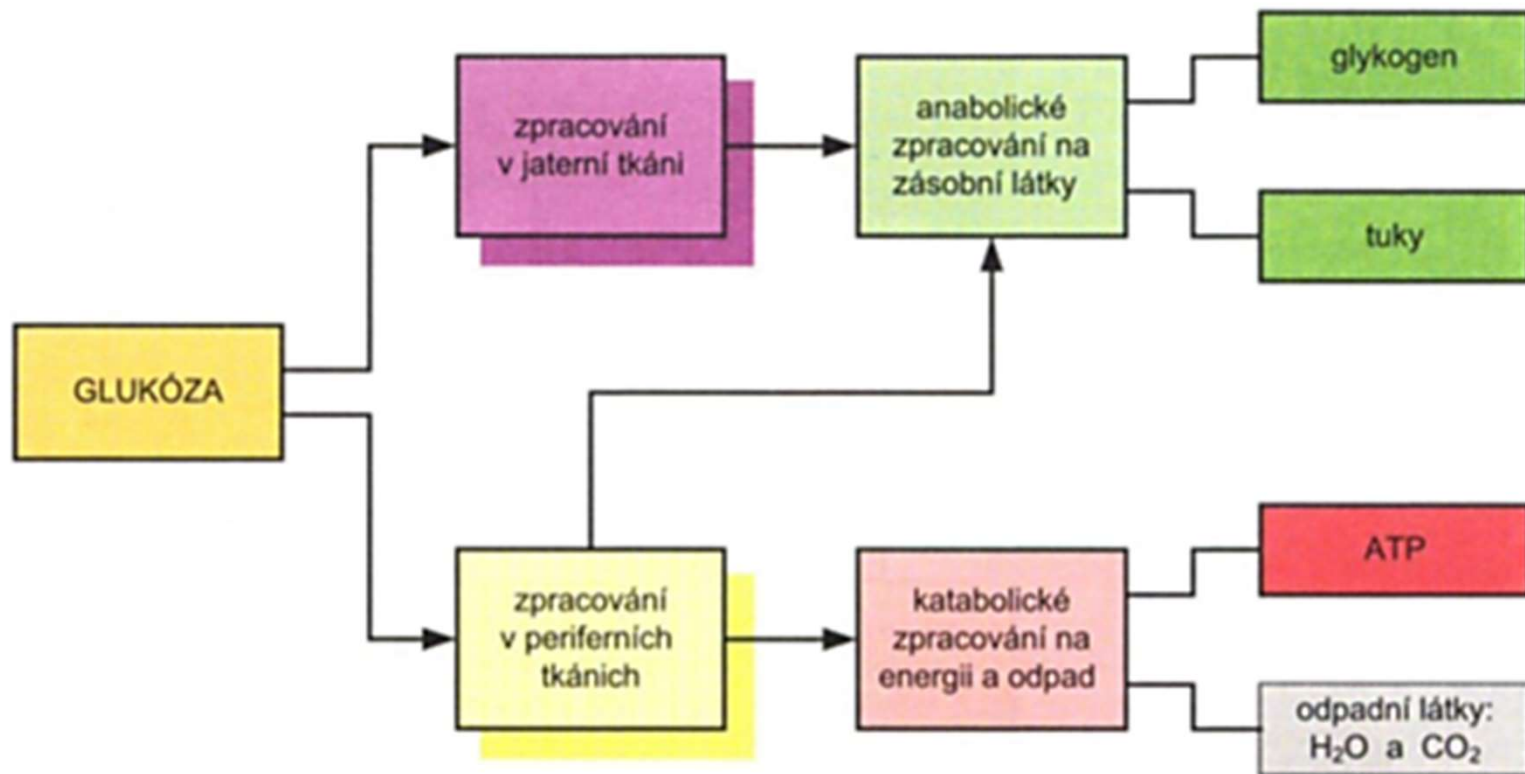 GLUKÓZA
zpracování
v jaterní tkáni
anabolické
zpracování na
zásobní látky
glykogen
tuky
zpracování
v periferních
tkánich
katabolické
zpracování na
energii a odpad
ATP
odpadní látky:
H₂O a CO₂